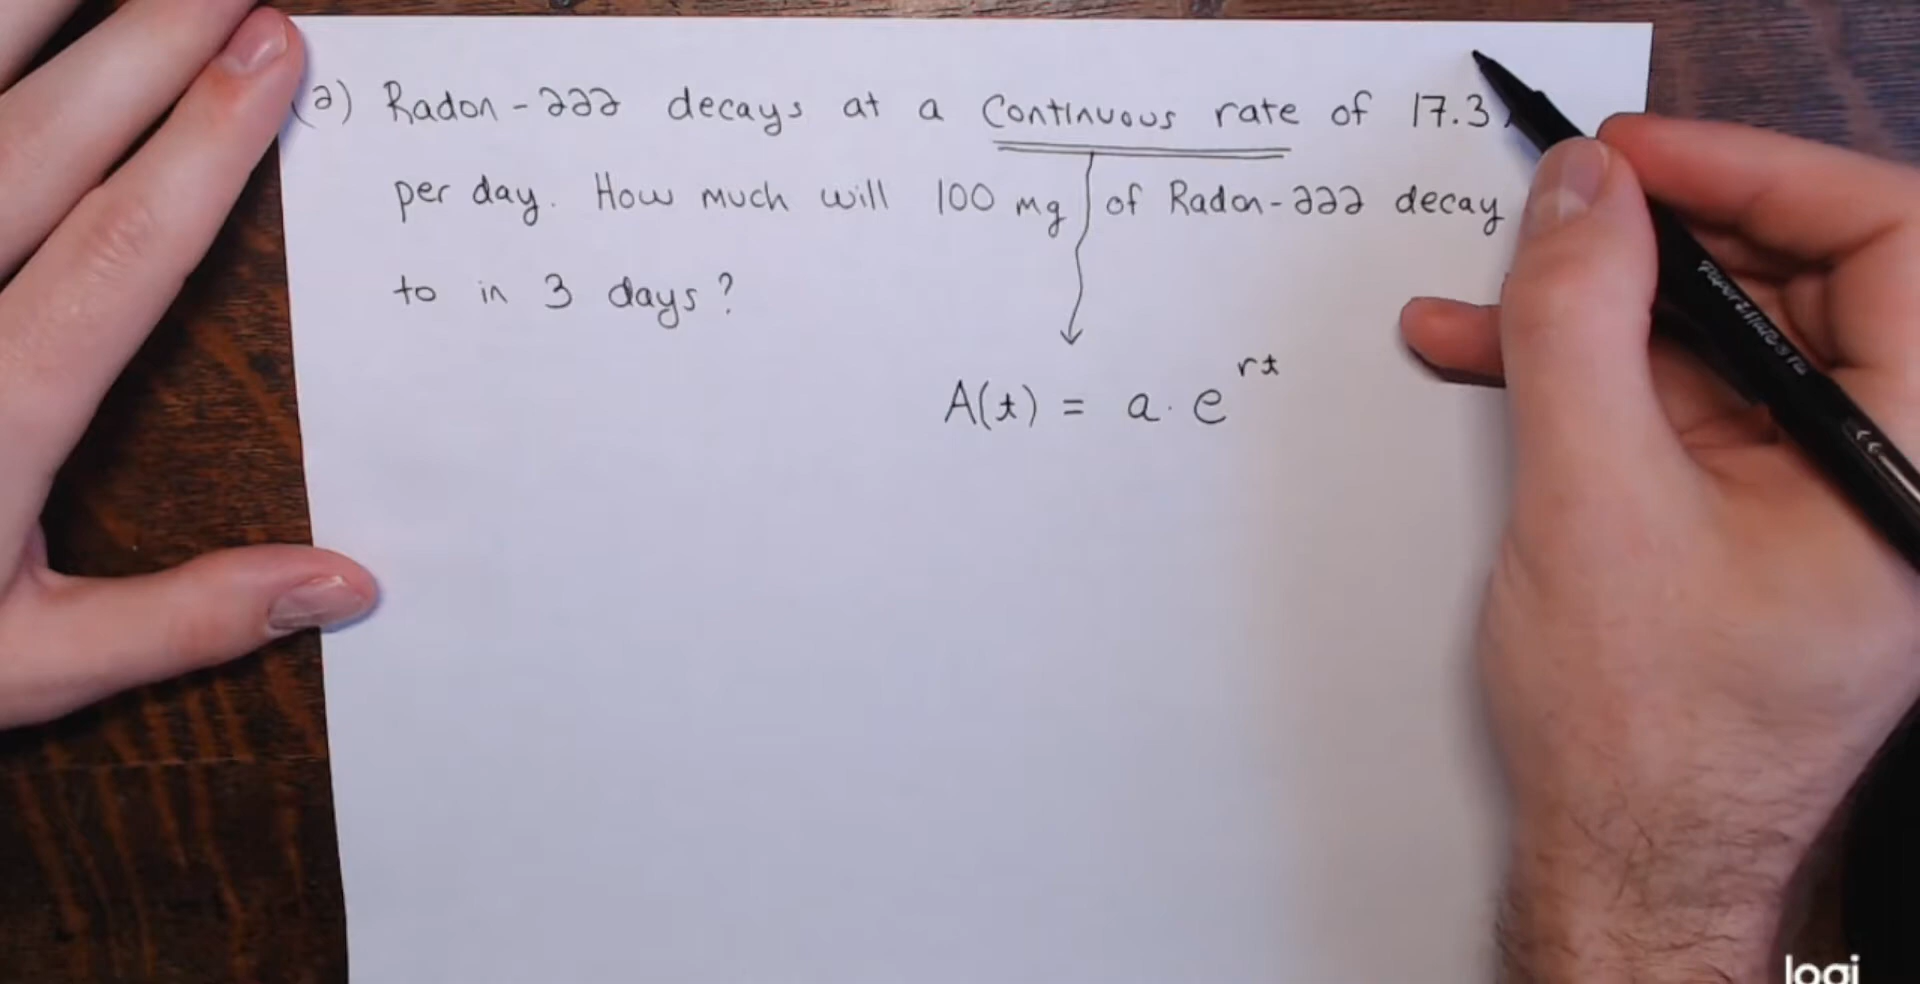 (2) Radon-222 decays at a continuous rate of 17.3
per day. How much will 100 mg of Radon-222 decay
to in 3 days?
A(t) = a · e^rt
logi